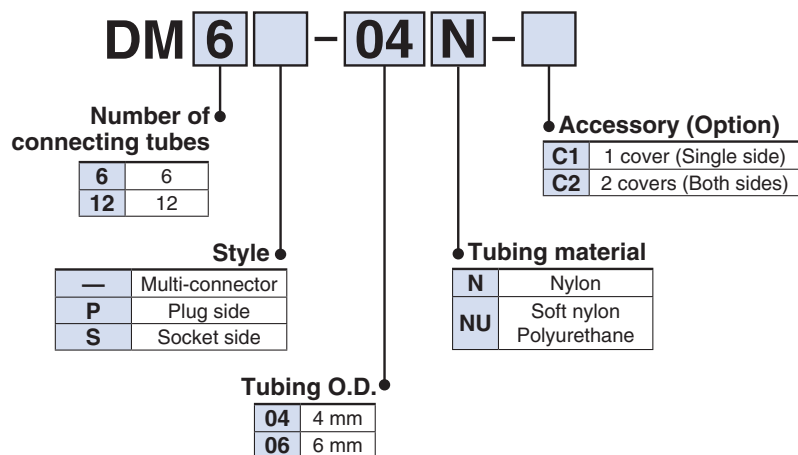 DM 6 – 04 N –
Number of
connecting tubes
6 6
12 12
Accessory (Option)
C1 1 cover (Single side)
C2 2 covers (Both sides)
Style
— Multi-connector
P Plug side
S Socket side
Tubing material
N Nylon
NU Soft nylon
Polyurethane
Tubing O.D.
04 4 mm
06 6 mm